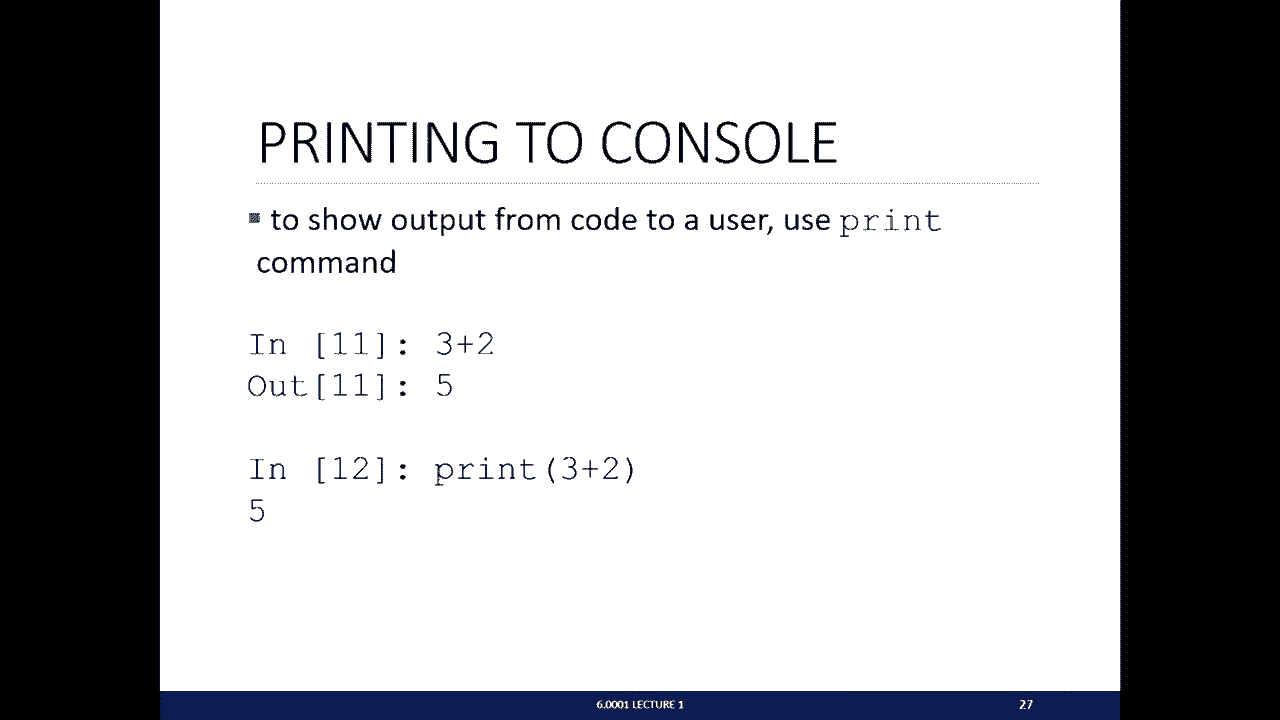 PRINTING TO CONSOLE
▪ to show output from code to a user, use print
command
In [11]: 3+2
Out[11]: 5
In [12]: print(3+2)
5
6.0001 LECTURE 1
27